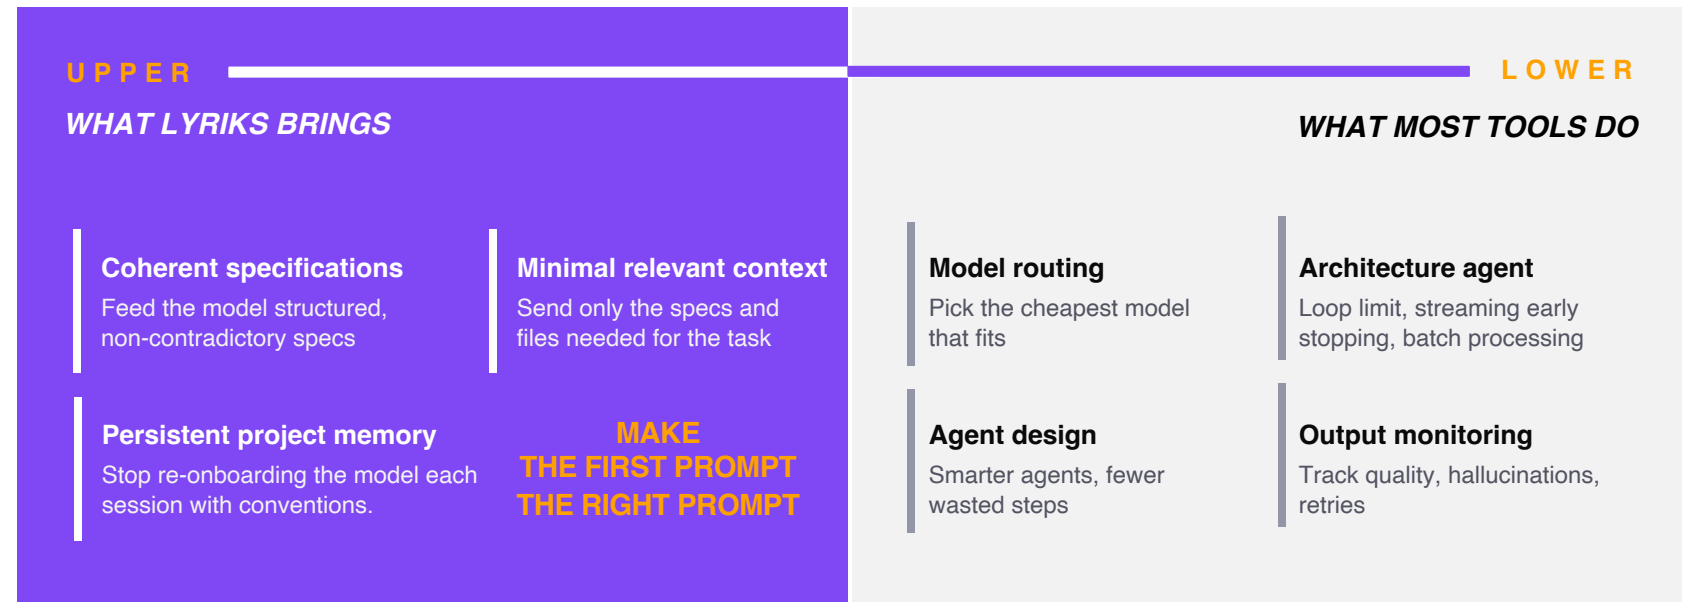 UPPER
WHAT LYRIKS BRINGS
Coherent specifications
Feed the model structured,
non-contradictory specs
Minimal relevant context
Send only the specs and
files needed for the task
Persistent project memory
Stop re-onboarding the model each
session with conventions.
MAKE
THE FIRST PROMPT
THE RIGHT PROMPT
LOWER
WHAT MOST TOOLS DO
Model routing
Pick the cheapest model
that fits
Architecture agent
Loop limit, streaming early
stopping, batch processing
Agent design
Smarter agents, fewer
wasted steps
Output monitoring
Track quality, hallucinations,
retries